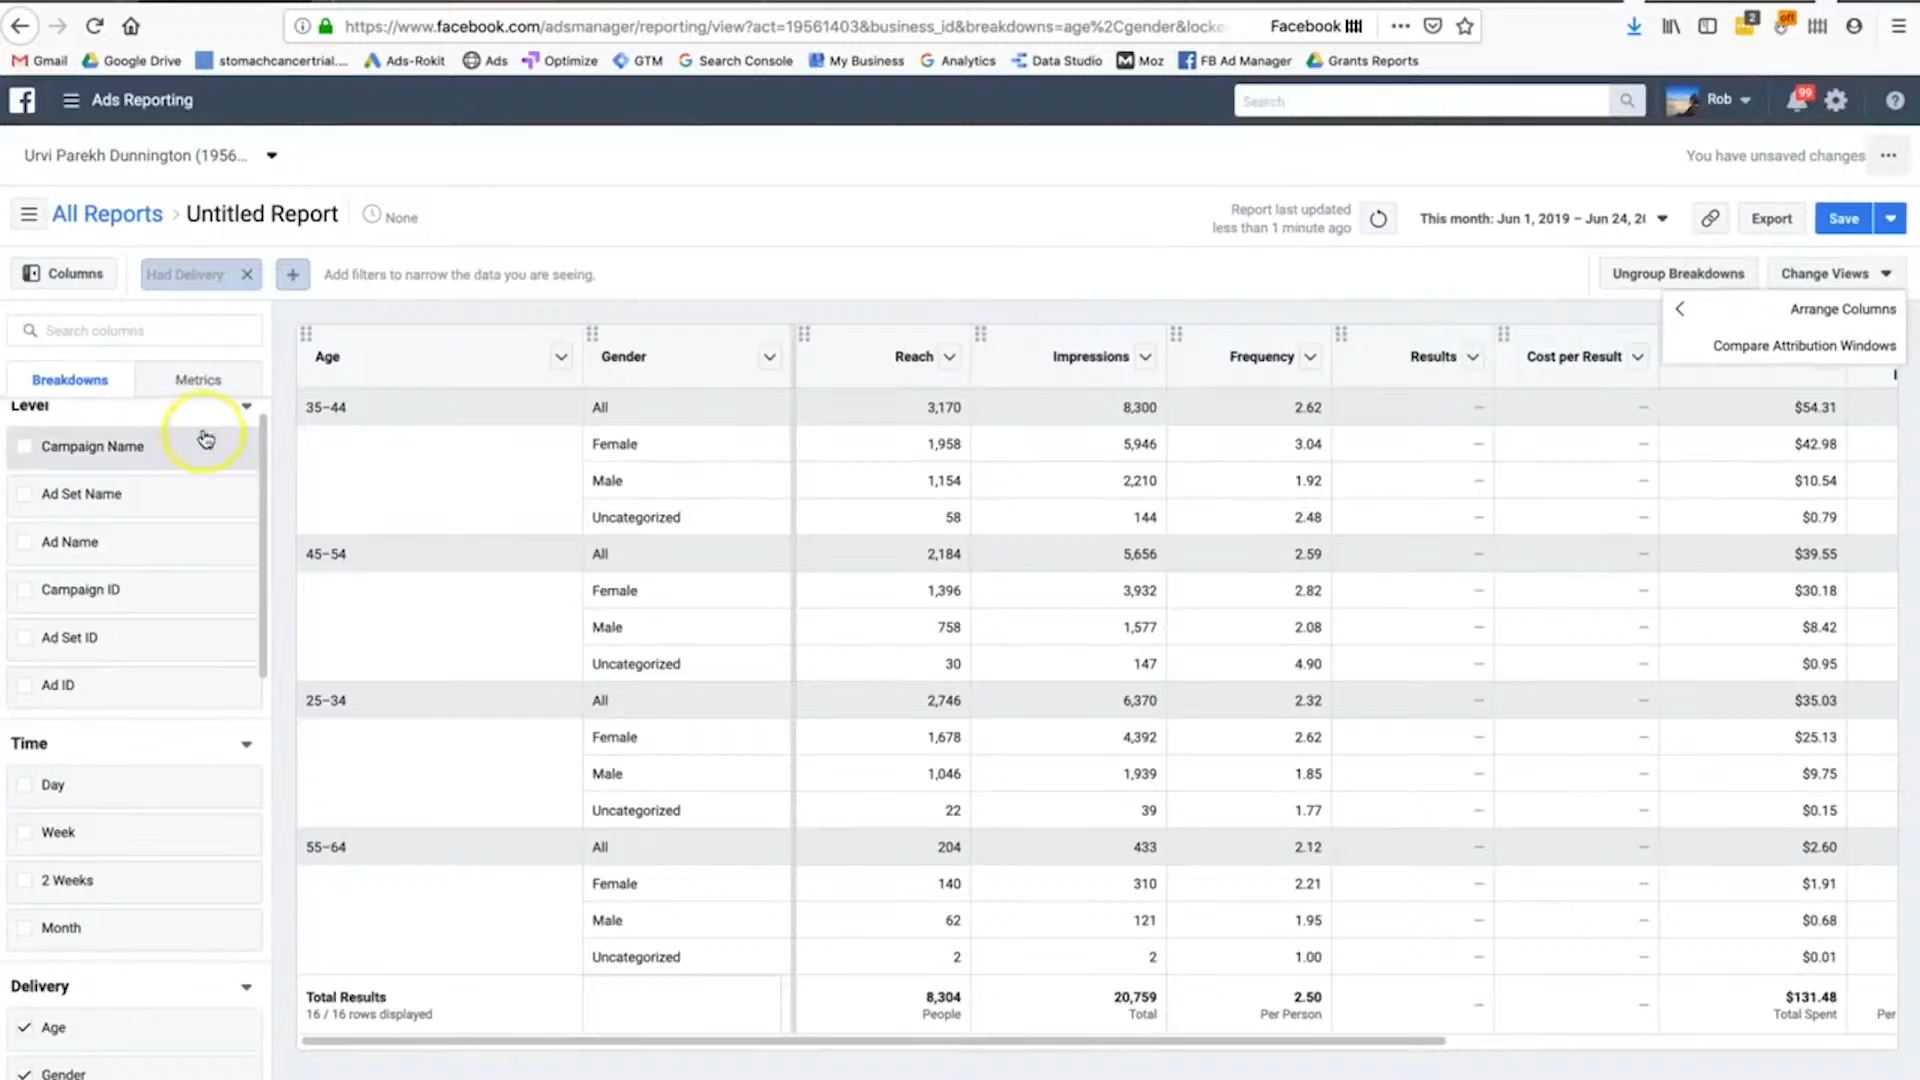 https://www.facebook.com/adsmanager/reporting/view?act=19561403&business_id&breakdowns=age%2Cgender&locke
Facebook
2
off
Gmail Google Drive stomachcancertrial.... Ads-Rokit Ads Optimize GTM Search Console My Business Analytics Data Studio Moz FB Ad Manager Grants Reports
Ads Reporting
Search
Rob
99
Urvi Parekh Dunnington (1956...
You have unsaved changes
All Reports > Untitled Report
None
Report last updated
less than 1 minute ago
This month: Jun 1, 2019 – Jun 24, 2
Export
Save
Columns
Had Delivery
Add filters to narrow the data you are seeing.
Ungroup Breakdowns
Change Views
Arrange Columns
Compare Attribution Windows
Search columns
Breakdowns
Metrics
Level
Campaign Name
Ad Set Name
Ad Name
Campaign ID
Ad Set ID
Ad ID
Time
Day
Week
2 Weeks
Month
Delivery
Age
Gender
Age Gender Reach Impressions Frequency Results Cost per Result
35–44 All 3,170 8,300 2.62 — — $54.31
Female 1,958 5,946 3.04 — — $42.98
Male 1,154 2,210 1.92 — — $10.54
Uncategorized 58 144 2.48 — — $0.79
45–54 All 2,184 5,656 2.59 — — $39.55
Female 1,396 3,932 2.82 — — $30.18
Male 758 1,577 2.08 — — $8.42
Uncategorized 30 147 4.90 — — $0.95
25–34 All 2,746 6,370 2.32 — — $35.03
Female 1,678 4,392 2.62 — — $25.13
Male 1,046 1,939 1.85 — — $9.75
Uncategorized 22 39 1.77 — — $0.15
55–64 All 204 433 2.12 — — $2.60
Female 140 310 2.21 — — $1.91
Male 62 121 1.95 — — $0.68
Uncategorized 2 2 1.00 — — $0.01
Total Results 8,304 20,759 2.50 — — $131.48
16 / 16 rows displayed People Total Per Person Total Spent Per